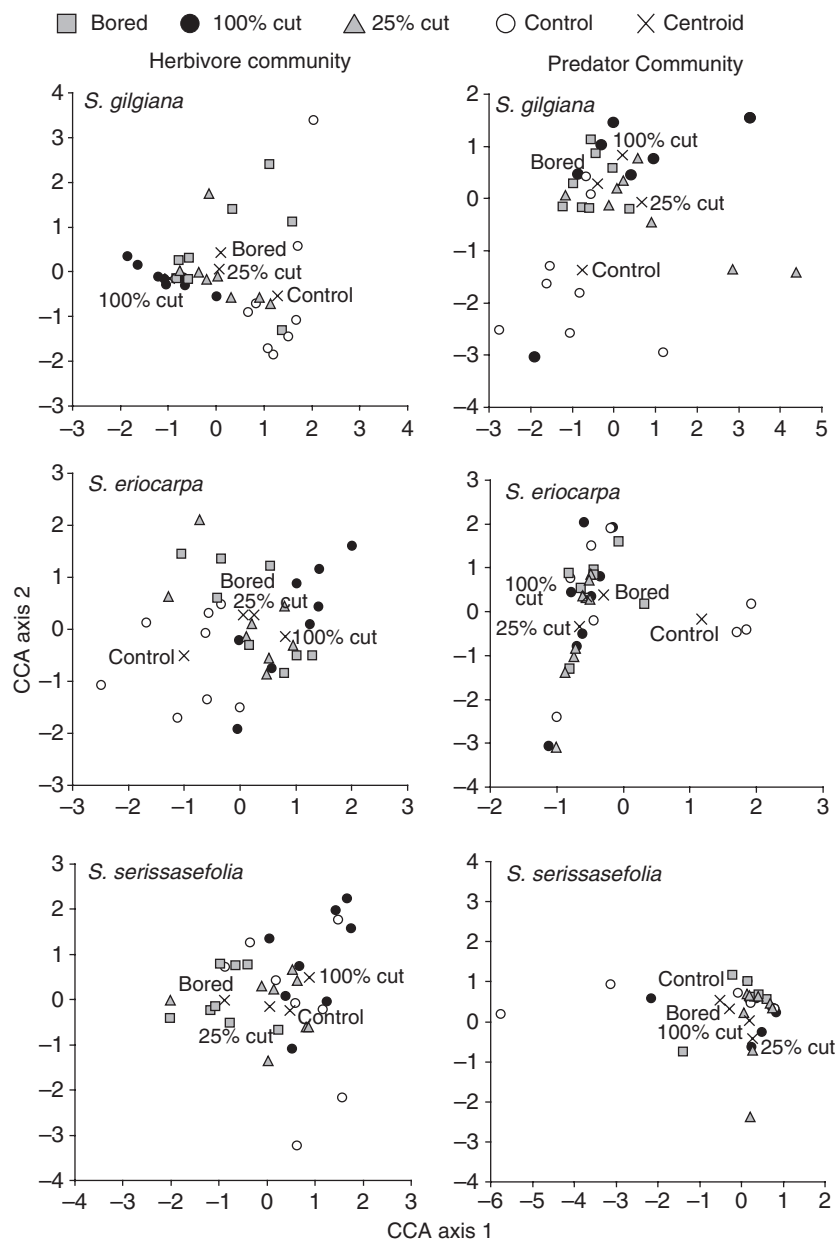 Bored 100% cut 25% cut Control Centroid
Herbivore community Predator Community
S. gilgiana
4
3
2
1
0
−1
−2
−3
Bored
25% cut
100% cut
Control
−3 −2 −1 0 1 2 3 4
S. gilgiana
2
1
0
−1
−2
−3
−4
100% cut
Bored
25% cut
Control
−3 −2 −1 0 1 2 3 4 5
CCA axis 2
S. eriocarpa
3
2
1
0
−1
−2
−3
Bored
25% cut
100% cut
Control
−3 −2 −1 0 1 2 3
S. eriocarpa
3
2
1
0
−1
−2
−3
−4
100%
cut
Bored
25% cut
Control
−2 −1 0 1 2 3
S. serissasefolia
3
2
1
0
−1
−2
−3
−4
100% cut
Bored
Control
25% cut
−4 −3 −2 −1 0 1 2 3
S. serissasefolia
4
3
2
1
0
−1
−2
−3
−4
Control
Bored
100% cut
25% cut
−6 −5 −4 −3 −2 −1 0 1 2
CCA axis 1